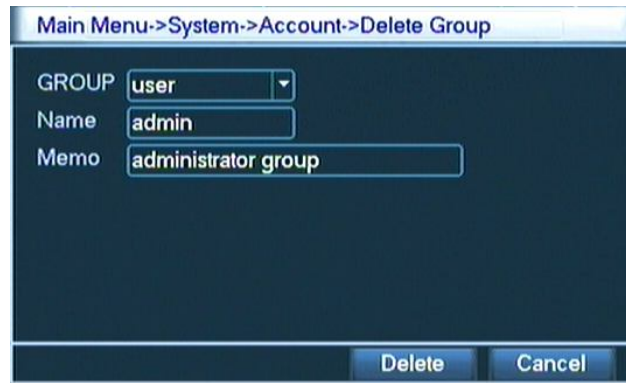 Main Menu->System->Account->Delete Group
GROUP user
Name admin
Memo administrator group
Delete Cancel